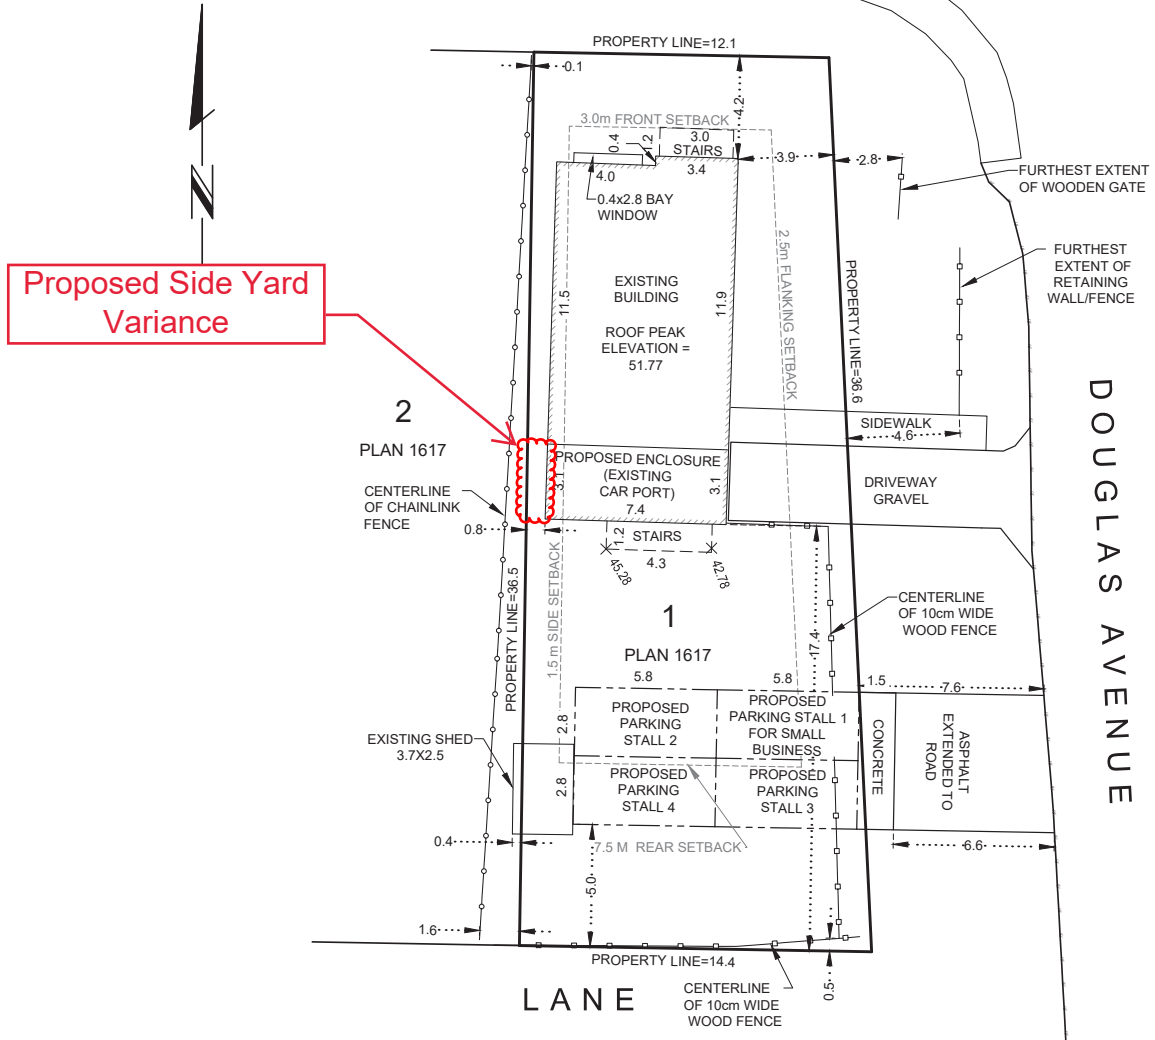 PROPERTY LINE=12.1
0.1
4.2
3.0m FRONT SETBACK
0.4
1.2
3.0
STAIRS
3.9
2.8
4.0
3.4
FURTHEST EXTENT
OF WOODEN GATE
0.4x2.8 BAY
WINDOW
N
2.5m FLANKING SETBACK
FURTHEST
EXTENT OF
RETAINING
WALL/FENCE
Proposed Side Yard
Variance
EXISTING
BUILDING
11.5
11.9
ROOF PEAK
ELEVATION =
51.77
PROPERTY LINE=36.6
2
PLAN 1617
SIDEWALK
4.6
DOUGLAS AVENUE
PROPOSED ENCLOSURE
(EXISTING
CAR PORT)
7.4
3.1
3.1
DRIVEWAY
GRAVEL
CENTERLINE
OF CHAINLINK
FENCE
0.8
1.2
STAIRS
4.3
45.28
42.78
PROPERTY LINE=36.5
1.5 m SIDE SETBACK
1
PLAN 1617
17.4
CENTERLINE
OF 10cm WIDE
WOOD FENCE
5.8
5.8
1.5
7.6
2.8
PROPOSED
PARKING
STALL 2
PROPOSED
PARKING STALL 1
FOR SMALL
BUSINESS
CONCRETE
ASPHALT
EXTENDED TO
ROAD
EXISTING SHED
3.7X2.5
2.8
PROPOSED
PARKING
STALL 4
PROPOSED
PARKING
STALL 3
0.4
7.5 M REAR SETBACK
6.6
5.0
1.6
PROPERTY LINE=14.4
LANE
CENTERLINE
OF 10cm WIDE
WOOD FENCE
0.5